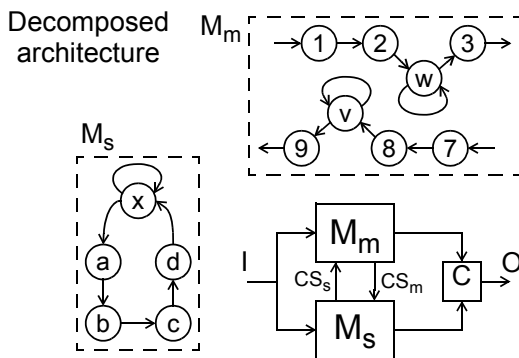 Decomposed
architecture
M_m
1 2 3
w
v
9 8 7
M_s
x
a d
b c
I M_m O
CS_s CS_m C
M_s